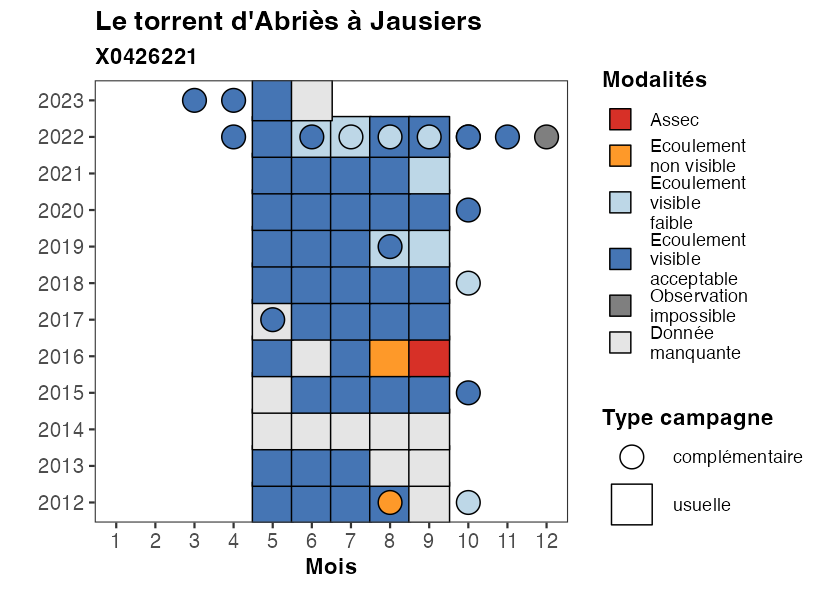 Le torrent d'Abriès à Jausiers
X0426221
2023
2022
2021
2020
2019
2018
2017
2016
2015
2014
2013
2012
1 2 3 4 5 6 7 8 9 10 11 12
Mois
Modalités
Assec
Ecoulement
non visible
Ecoulement
visible
faible
Ecoulement
visible
acceptable
Observation
impossible
Donnée
manquante
Type campagne
complémentaire
usuelle